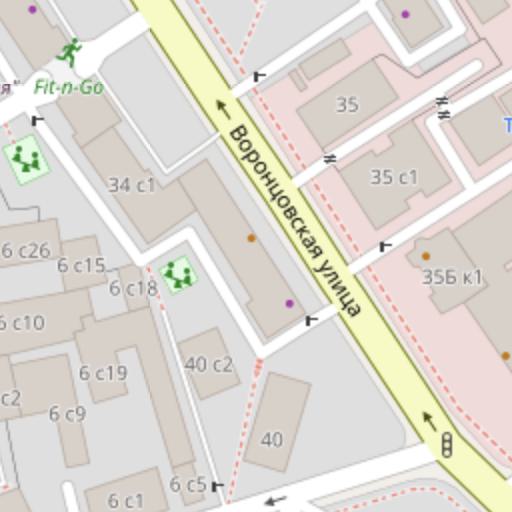 я"
Fit-n-Go
35
Воронцовская улица
35 с1
34 с1
Т
6 с26
6 с15
6 с18
35Б к1
6 с10
6 с19
40 с2
с2
6 с9
40
6 с5
6 с1